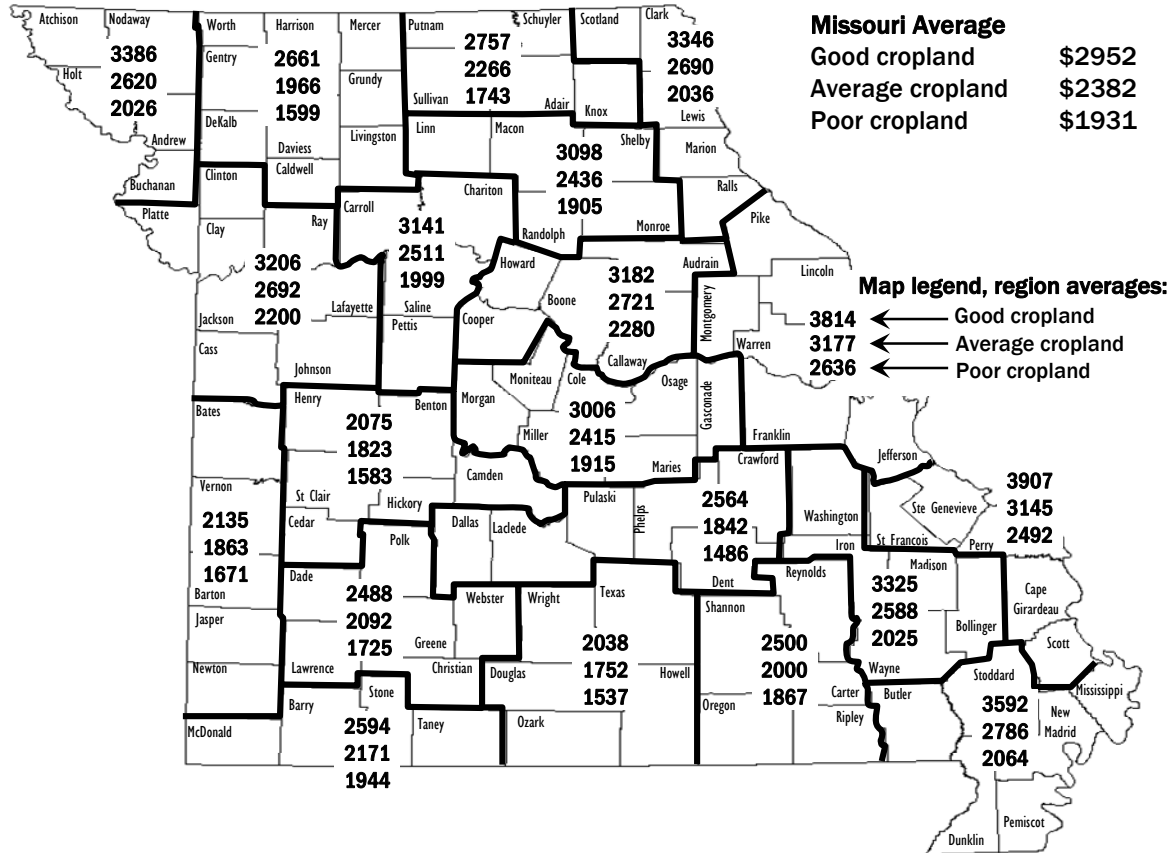 Missouri Average
Good cropland $2952
Average cropland $2382
Poor cropland $1931
Atchison
Nodaway
Worth
Harrison
Mercer
Putnam
Schuyler
Scotland
Clark
3386
2620
2026
Holt
Gentry
2661
1966
1599
Grundy
2757
2266
1743
3346
2690
2036
Sullivan
Adair
Knox
Lewis
Andrew
DeKalb
Daviess
Livingston
Linn
Macon
Shelby
Marion
Buchanan
Clinton
Caldwell
Chariton
3098
2436
1905
Ralls
Platte
Clay
Ray
Carroll
3141
2511
1999
Randolph
Monroe
Pike
3206
2692
2200
Howard
Boone
3182
2721
2280
Audrain
Lincoln
Map legend, region averages:
3814 Good cropland
3177 Average cropland
2636 Poor cropland
Jackson
Lafayette
Saline
Pettis
Cooper
Callaway
Montgomery
Warren
Cass
Johnson
Moniteau
Cole
Osage
Gasconade
Bates
Henry
Benton
Morgan
Miller
3006
2415
1915
Maries
Franklin
2075
1823
1583
Camden
Crawford
Jefferson
Vernon
St Clair
Hickory
Pulaski
Phelps
2564
1842
1486
Washington
Ste Genevieve
3907
3145
2492
2135
1863
1671
Cedar
Polk
Dallas
Laclede
Dent
Iron
St Francois
Perry
Barton
Dade
2488
2092
1725
Webster
Wright
Texas
Reynolds
Madison
3325
2588
2025
Cape
Girardeau
Jasper
Greene
Shannon
Bollinger
Scott
Newton
Lawrence
Christian
Douglas
2038
1752
1537
Howell
2500
2000
1867
Wayne
Stoddard
Mississippi
McDonald
Barry
Stone
2594
2171
1944
Taney
Ozark
Oregon
Carter
Ripley
Butler
3592
2786
2064
New
Madrid
Pemiscot
Dunklin